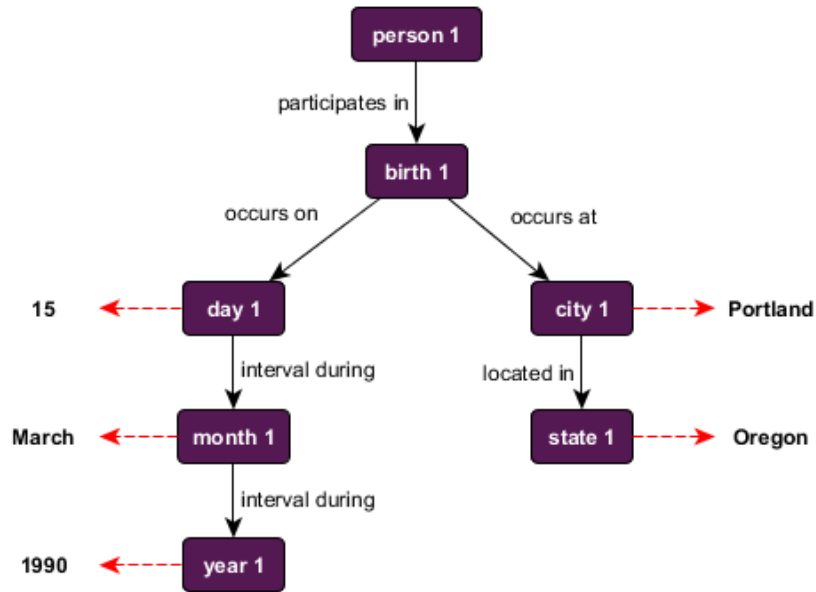 person 1
participates in
birth 1
occurs on
occurs at
15
day 1
city 1
Portland
interval during
located in
March
month 1
state 1
Oregon
interval during
1990
year 1